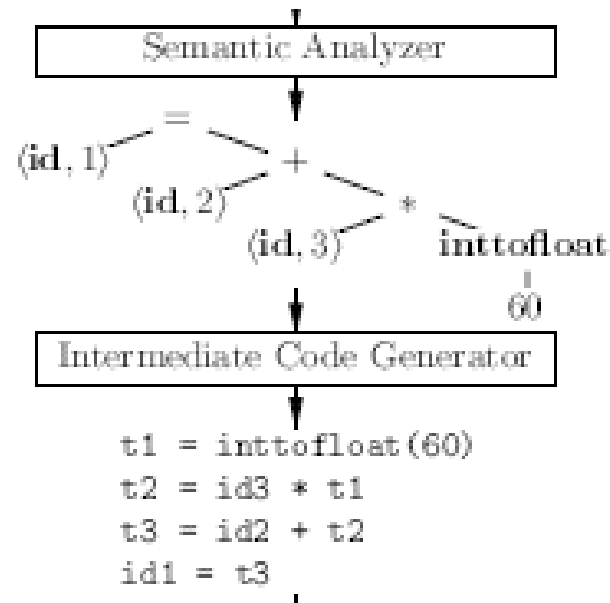 Semantic Analyzer
=
⟨id, 1⟩
+
⟨id, 2⟩
*
⟨id, 3⟩ inttofloat
60
Intermediate Code Generator
t1 = inttofloat(60)
t2 = id3 * t1
t3 = id2 + t2
id1 = t3